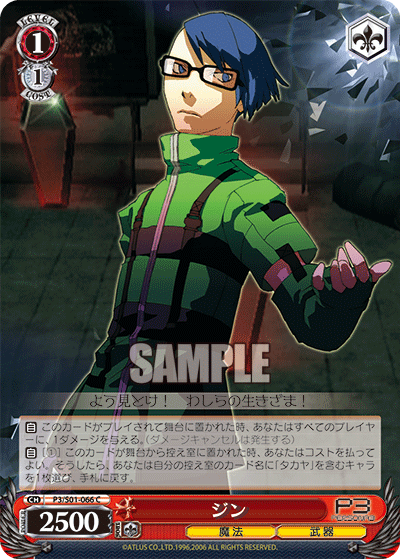 LEVEL
1
1
COST
SAMPLE
よう見とけ！　わしらの生きざま！
自 このカードがプレイされて舞台に置かれた時、あなたはすべてのプレイヤ
ーに、1ダメージを与える。（ダメージキャンセルは発生する）
自 ［①］ このカードが舞台から控え室に置かれた時、あなたはコストを払って
よい。そうしたら、あなたは自分の控え室のカード名に「タカヤ」を含むキャラ
を1枚選び、手札に戻す。
CH P3/S01-066 C
ジン
P3
2500
魔法
武器
©ATLUS CO.,LTD.1996,2006 ALL RIGHTS RESERVED.